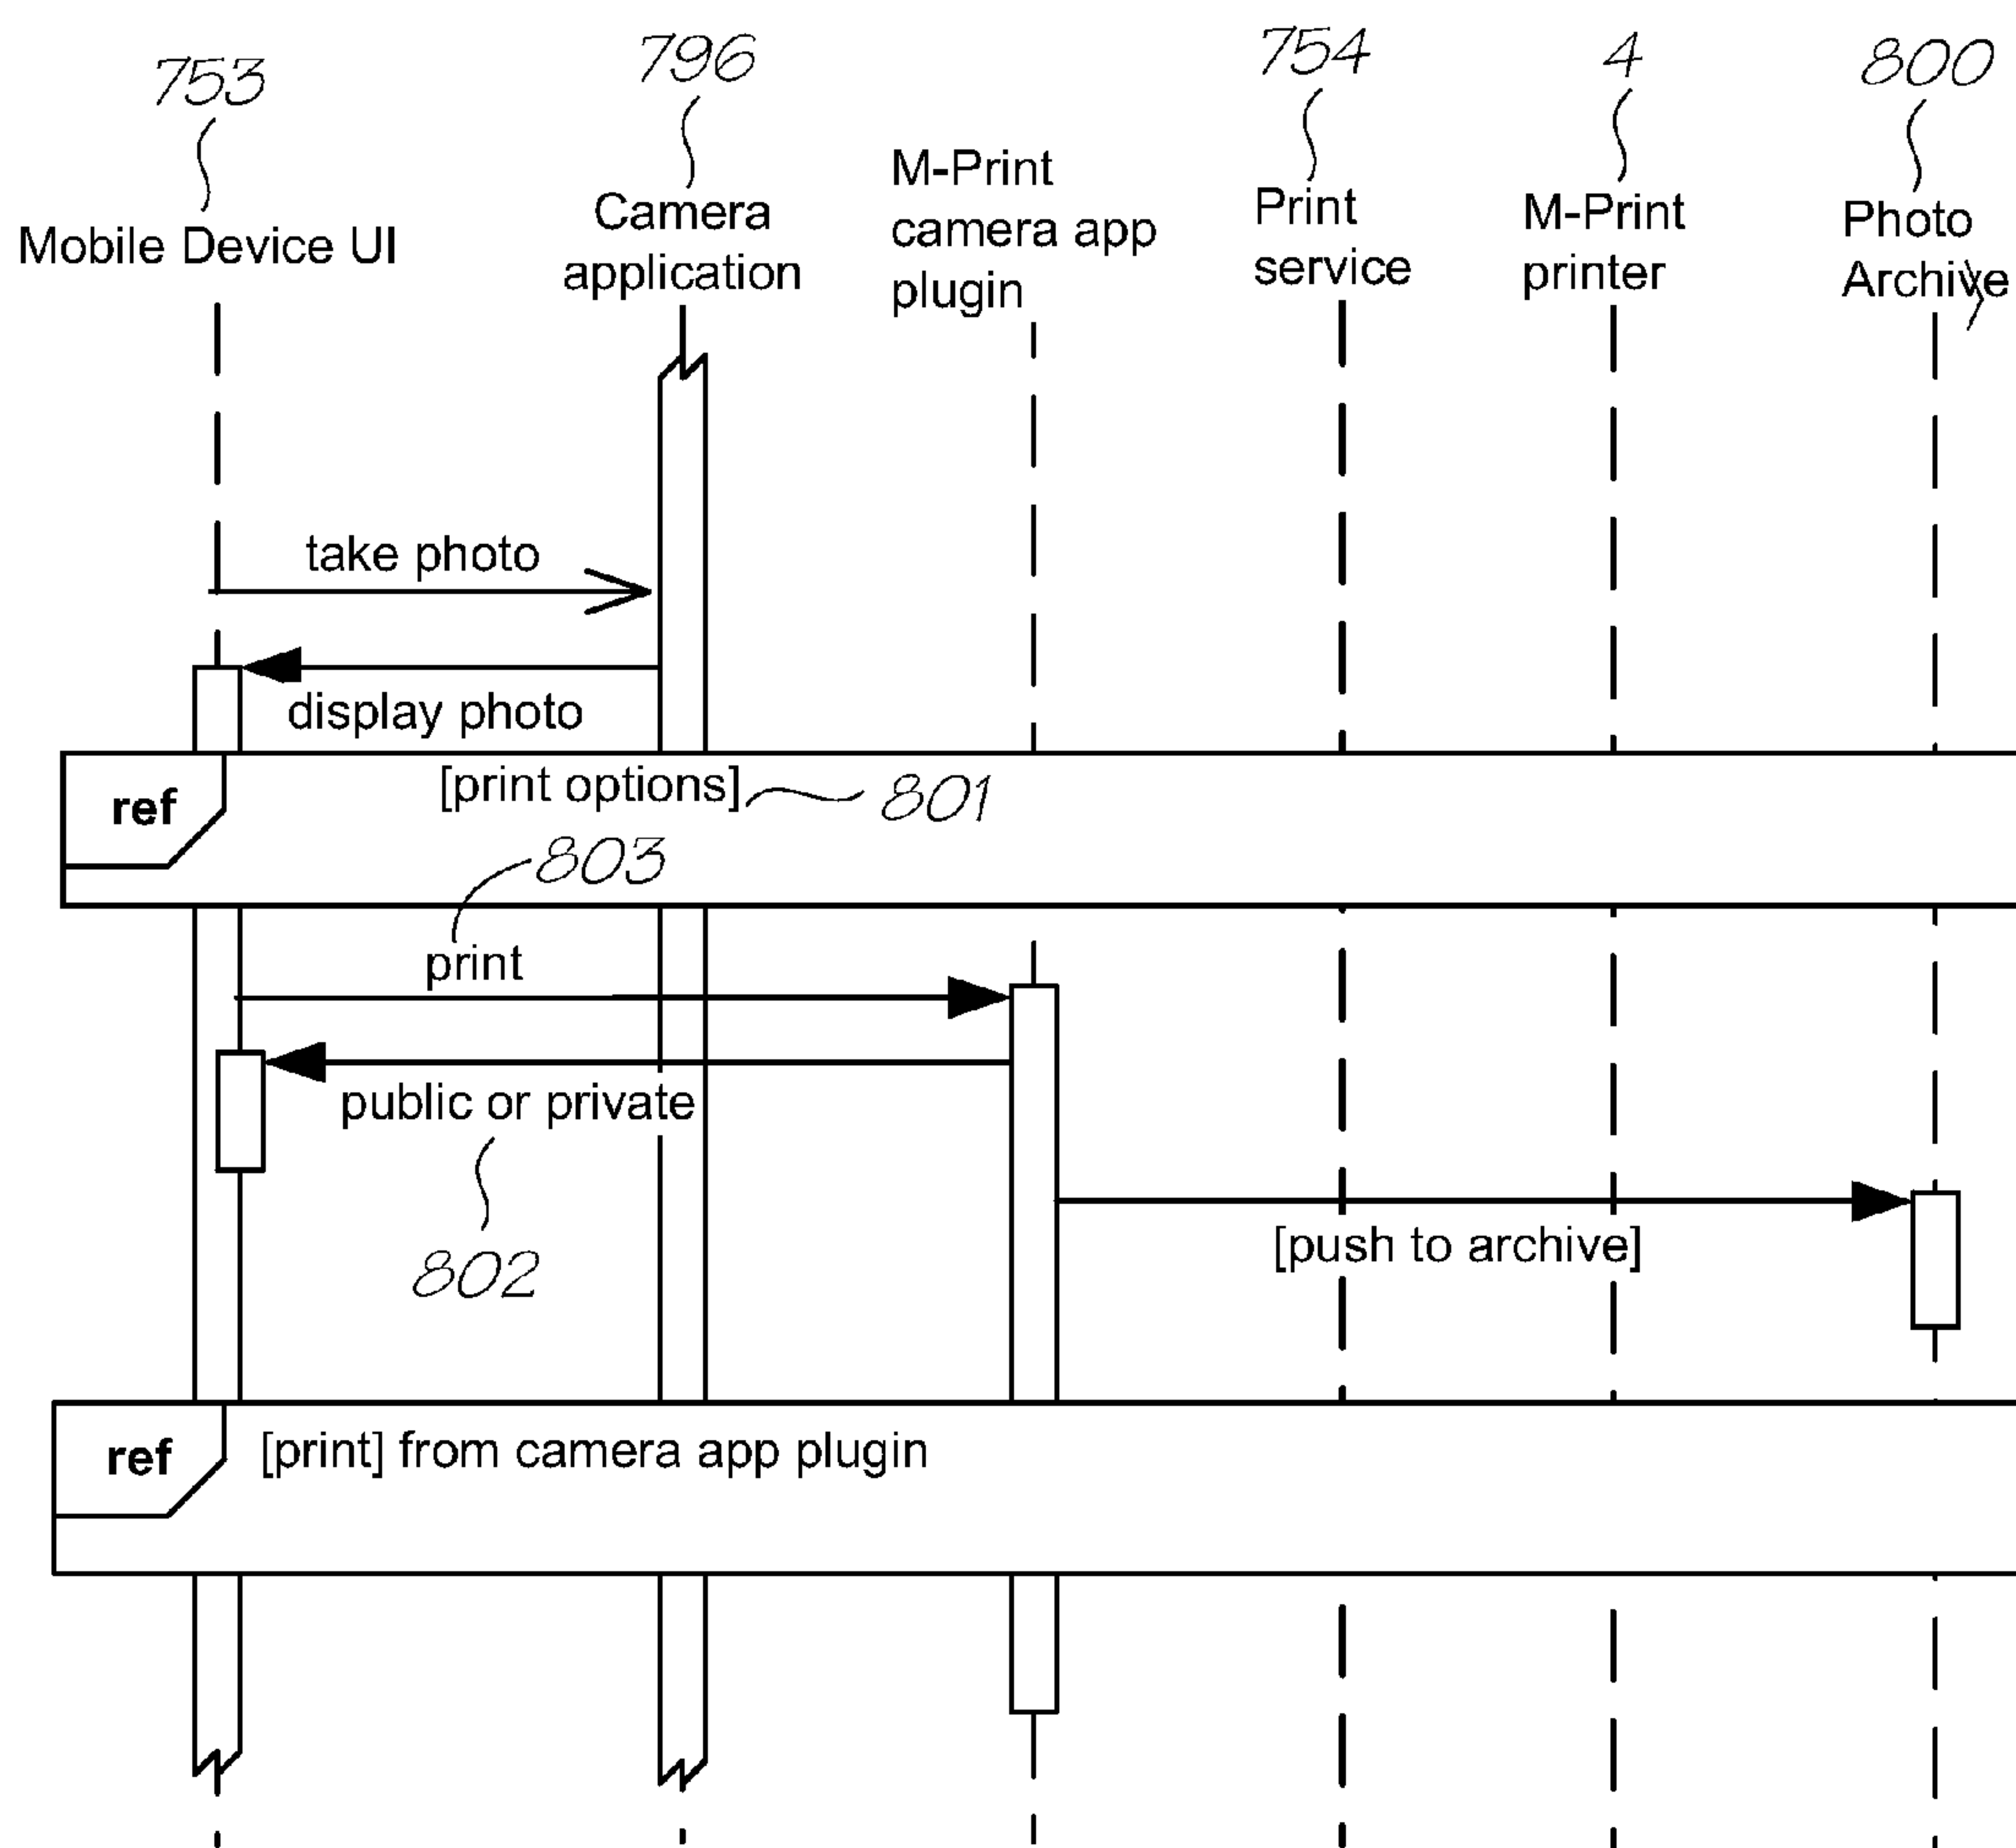 753
796
754
4
800
Mobile Device UI
Camera
application
M-Print
camera app
plugin
Print
service
M-Print
printer
Photo
Archive
take photo
display photo
ref
[print options]
801
803
print
public or private
802
[push to archive]
ref
[print] from camera app plugin